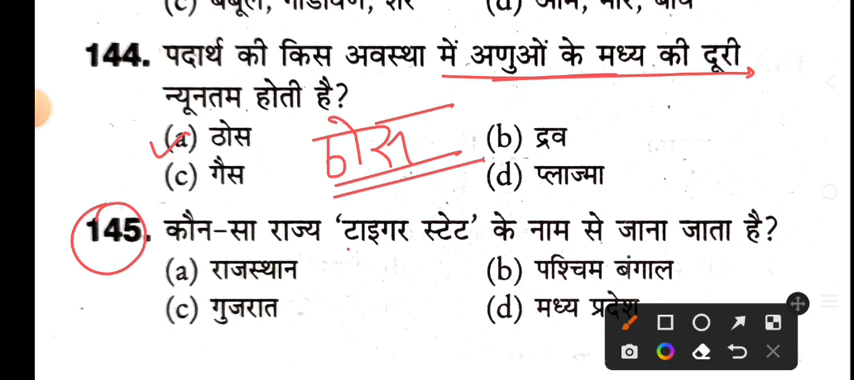 144. पदार्थ की किस अवस्था में अणुओं के मध्य की दूरी
न्यूनतम होती है?
(a) ठोस (b) द्रव
ठोस
(c) गैस (d) प्लाज्मा
145. कौन-सा राज्य ‘टाइगर स्टेट’ के नाम से जाना जाता है?
(a) राजस्थान (b) पश्चिम बंगाल
(c) गुजरात (d) मध्य प्रदेश